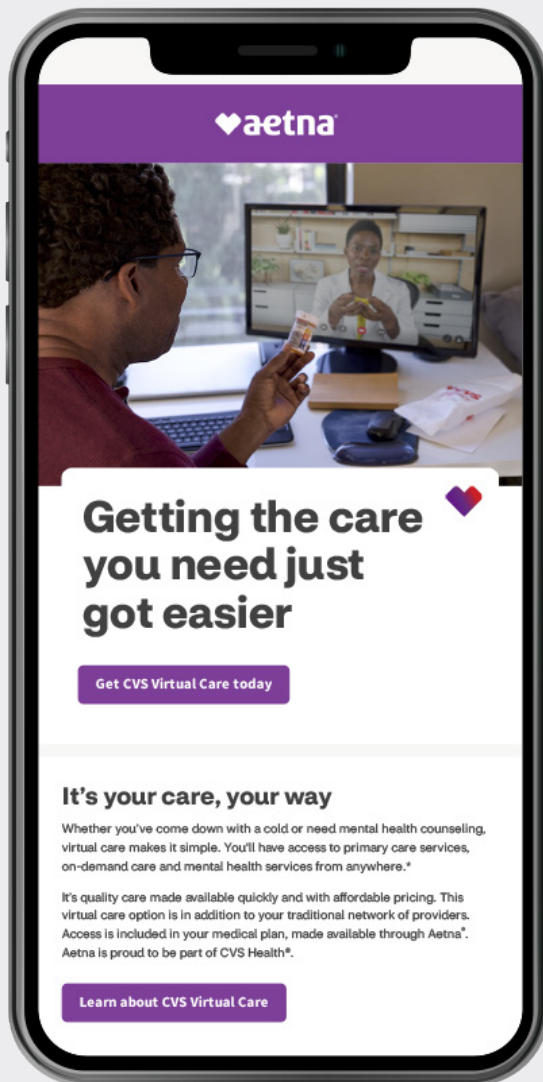 aetna®
CVS
Getting the care
you need just
got easier
Get CVS Virtual Care today
It's your care, your way
Whether you've come down with a cold or need mental health counseling,
virtual care makes it simple. You'll have access to primary care services,
on-demand care and mental health services from anywhere.*
It's quality care made available quickly and with affordable pricing. This
virtual care option is in addition to your traditional network of providers.
Access is included in your medical plan, made available through Aetna®.
Aetna is proud to be part of CVS Health®.
Learn about CVS Virtual Care